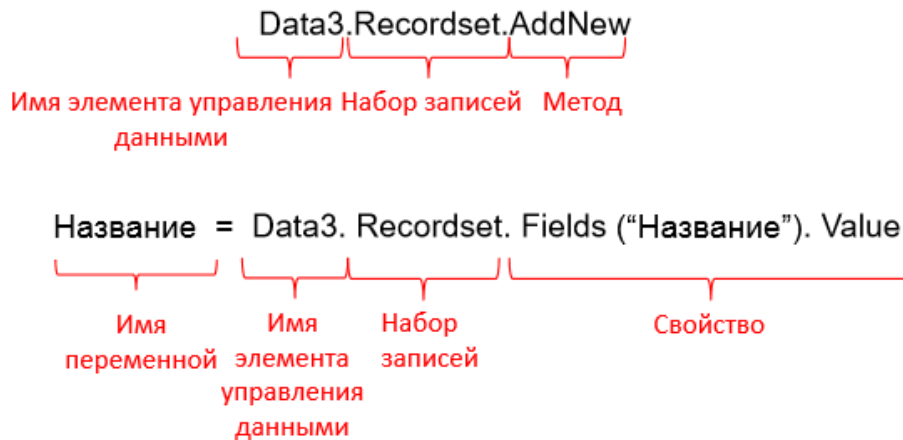 Data3.Recordset.AddNew
Имя элемента управления Набор записей Метод
данными
Название = Data3. Recordset. Fields (“Название”). Value
Имя Имя Набор Свойство
переменной элемента записей
управления
данными